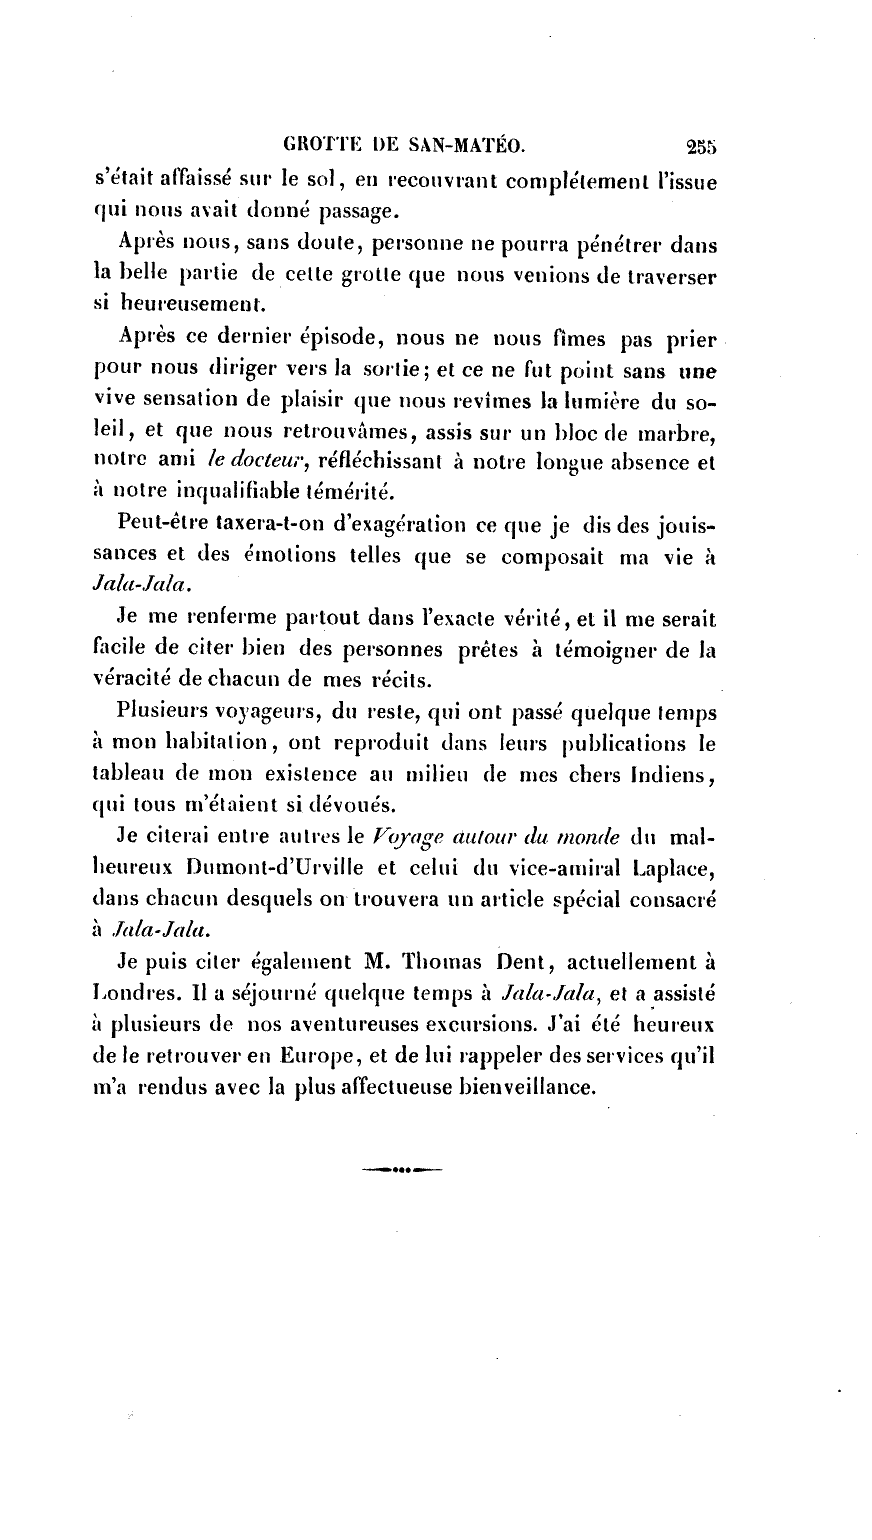 GROTTE DE SAN-MATÉO. 255
s'était affaissé sur le sol, en recouvrant complétement l'issue
qui nous avait donné passage.
Après nous, sans doute, personne ne pourra pénétrer dans
la belle partie de cette grotte que nous venions de traverser
si heureusement.
Après ce dernier épisode, nous ne nous fîmes pas prier
pour nous diriger vers la sortie; et ce ne fut point sans une
vive sensation de plaisir que nous revîmes la lumière du so-
leil, et que nous retrouvâmes, assis sur un bloc de marbre,
notre ami le docteur, réfléchissant à notre longue absence et
à notre inqualifiable témérité.
Peut-être taxera-t-on d'exagération ce que je dis des jouis-
sances et des émotions telles que se composait ma vie à
Jala-Jala.
Je me renferme partout dans l'exacte vérité, et il me serait
facile de citer bien des personnes prêtes à témoigner de la
véracité de chacun de mes récits.
Plusieurs voyageurs, du reste, qui ont passé quelque temps
à mon habitation, ont reproduit dans leurs publications le
tableau de mon existence au milieu de mes chers Indiens,
qui tous m'étaient si dévoués.
Je citerai entre autres le Voyage autour du monde du mal-
heureux Dumont-d'Urville et celui du vice-amiral Laplace,
dans chacun desquels on trouvera un article spécial consacré
à Jala-Jala.
Je puis citer également M. Thomas Dent, actuellement à
Londres. Il a séjourné quelque temps à Jala-Jala, et a assisté
à plusieurs de nos aventureuses excursions. J'ai été heureux
de le retrouver en Europe, et de lui rappeler des services qu'il
m'a rendus avec la plus affectueuse bienveillance.